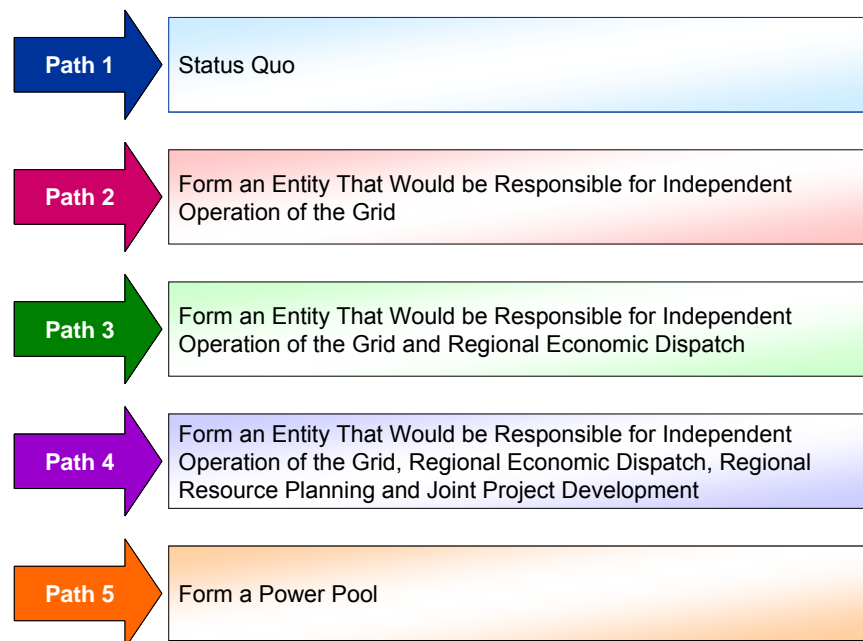 Path 1
Status Quo
Path 2
Form an Entity That Would be Responsible for Independent
Operation of the Grid
Path 3
Form an Entity That Would be Responsible for Independent
Operation of the Grid and Regional Economic Dispatch
Path 4
Form an Entity That Would be Responsible for Independent
Operation of the Grid, Regional Economic Dispatch, Regional
Resource Planning and Joint Project Development
Path 5
Form a Power Pool